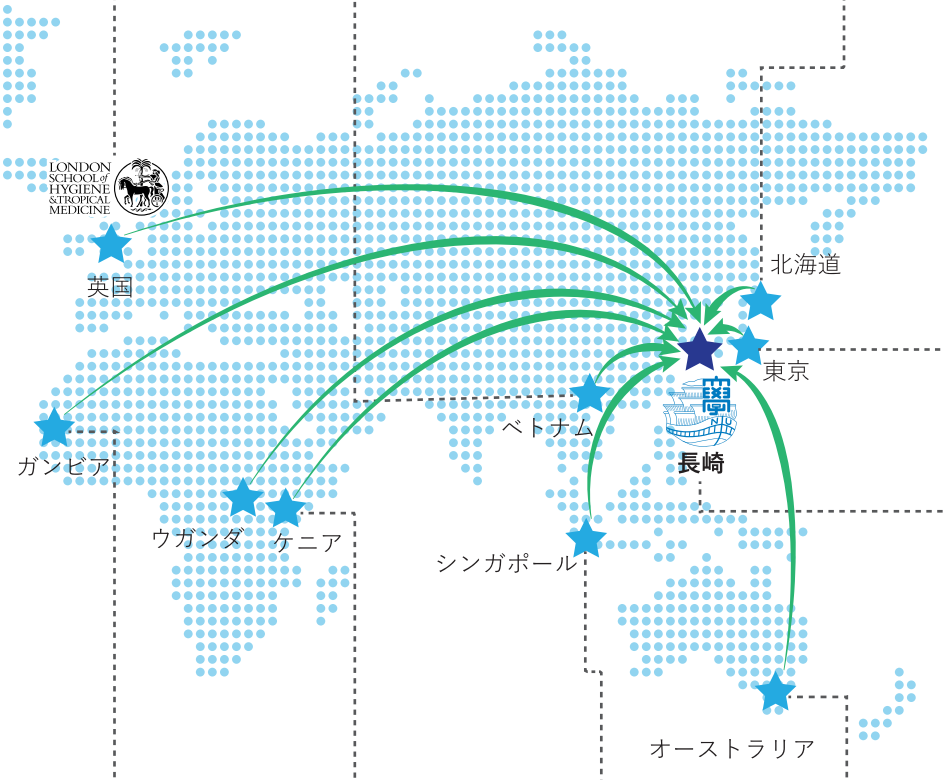 LONDON
SCHOOL of
HYGIENE
& TROPICAL
MEDICINE
英国
北海道
東京
NIU
長崎
ベトナム
ガンビア
ウガンダ
ケニア
シンガポール
オーストラリア